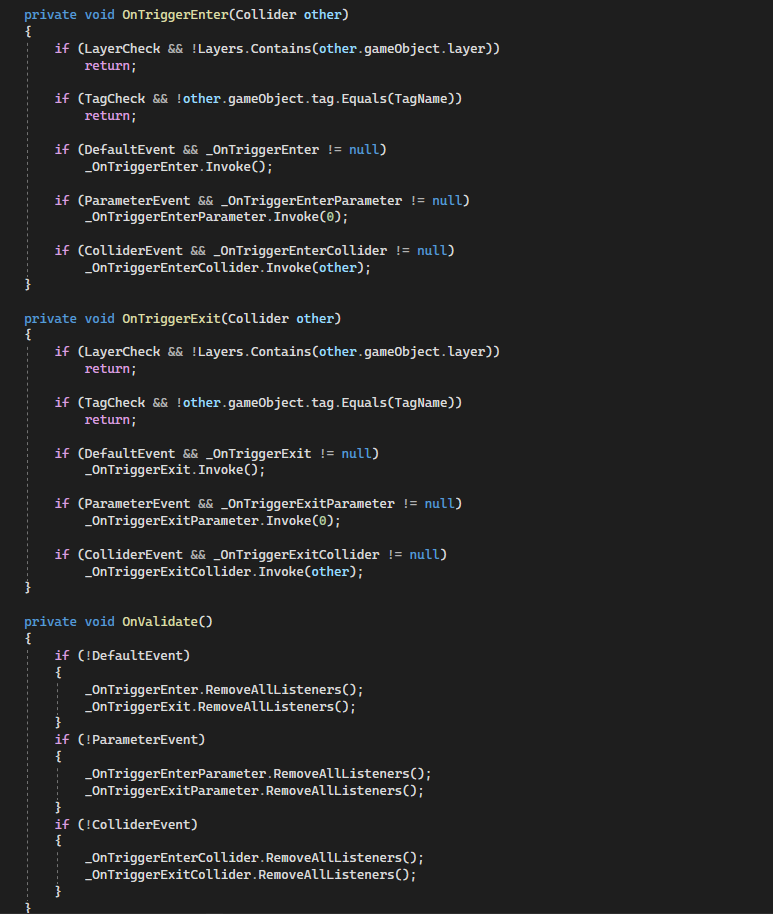 private void OnTriggerEnter(Collider other)
{
    if (LayerCheck && !Layers.Contains(other.gameObject.layer))
        return;

    if (TagCheck && !other.gameObject.tag.Equals(TagName))
        return;

    if (DefaultEvent && _OnTriggerEnter != null)
        _OnTriggerEnter.Invoke();

    if (ParameterEvent && _OnTriggerEnterParameter != null)
        _OnTriggerEnterParameter.Invoke(0);

    if (ColliderEvent && _OnTriggerEnterCollider != null)
        _OnTriggerEnterCollider.Invoke(other);
}

private void OnTriggerExit(Collider other)
{
    if (LayerCheck && !Layers.Contains(other.gameObject.layer))
        return;

    if (TagCheck && !other.gameObject.tag.Equals(TagName))
        return;

    if (DefaultEvent && _OnTriggerExit != null)
        _OnTriggerExit.Invoke();

    if (ParameterEvent && _OnTriggerExitParameter != null)
        _OnTriggerExitParameter.Invoke(0);

    if (ColliderEvent && _OnTriggerExitCollider != null)
        _OnTriggerExitCollider.Invoke(other);
}

private void OnValidate()
{
    if (!DefaultEvent)
    {
        _OnTriggerEnter.RemoveAllListeners();
        _OnTriggerExit.RemoveAllListeners();
    }
    if (!ParameterEvent)
    {
        _OnTriggerEnterParameter.RemoveAllListeners();
        _OnTriggerExitParameter.RemoveAllListeners();
    }
    if (!ColliderEvent)
    {
        _OnTriggerEnterCollider.RemoveAllListeners();
        _OnTriggerExitCollider.RemoveAllListeners();
    }
}